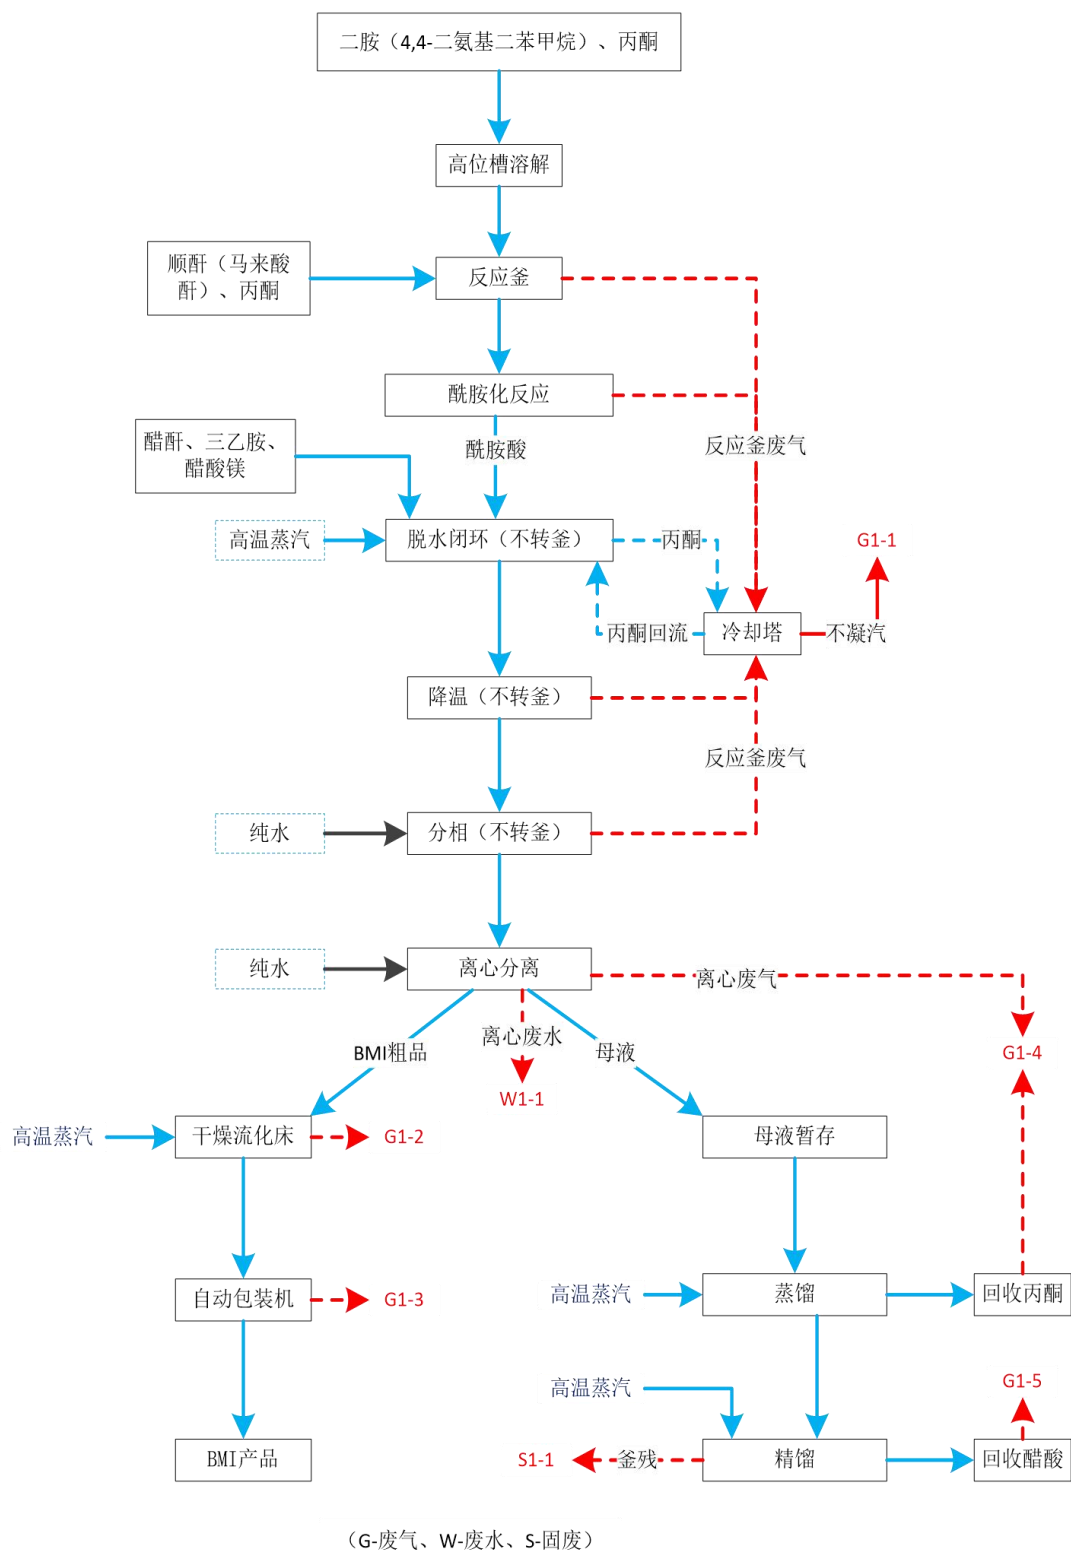 二胺（4,4-二氨基二苯甲烷）、丙酮
高位槽溶解
顺酐（马来酸
酐）、丙酮
反应釜
酰胺化反应
反应釜废气
醋酐、三乙胺、
醋酸镁
酰胺酸
高温蒸汽
脱水闭环（不转釜）
丙酮
G1-1
丙酮回流
冷却塔
不凝汽
降温（不转釜）
反应釜废气
纯水
分相（不转釜）
纯水
离心分离
离心废气
BMI粗品
离心废水
母液
G1-4
W1-1
高温蒸汽
干燥流化床
G1-2
母液暂存
自动包装机
G1-3
高温蒸汽
蒸馏
回收丙酮
高温蒸汽
G1-5
BMI产品
S1-1
釜残
精馏
回收醋酸
（G-废气、W-废水、S-固废）